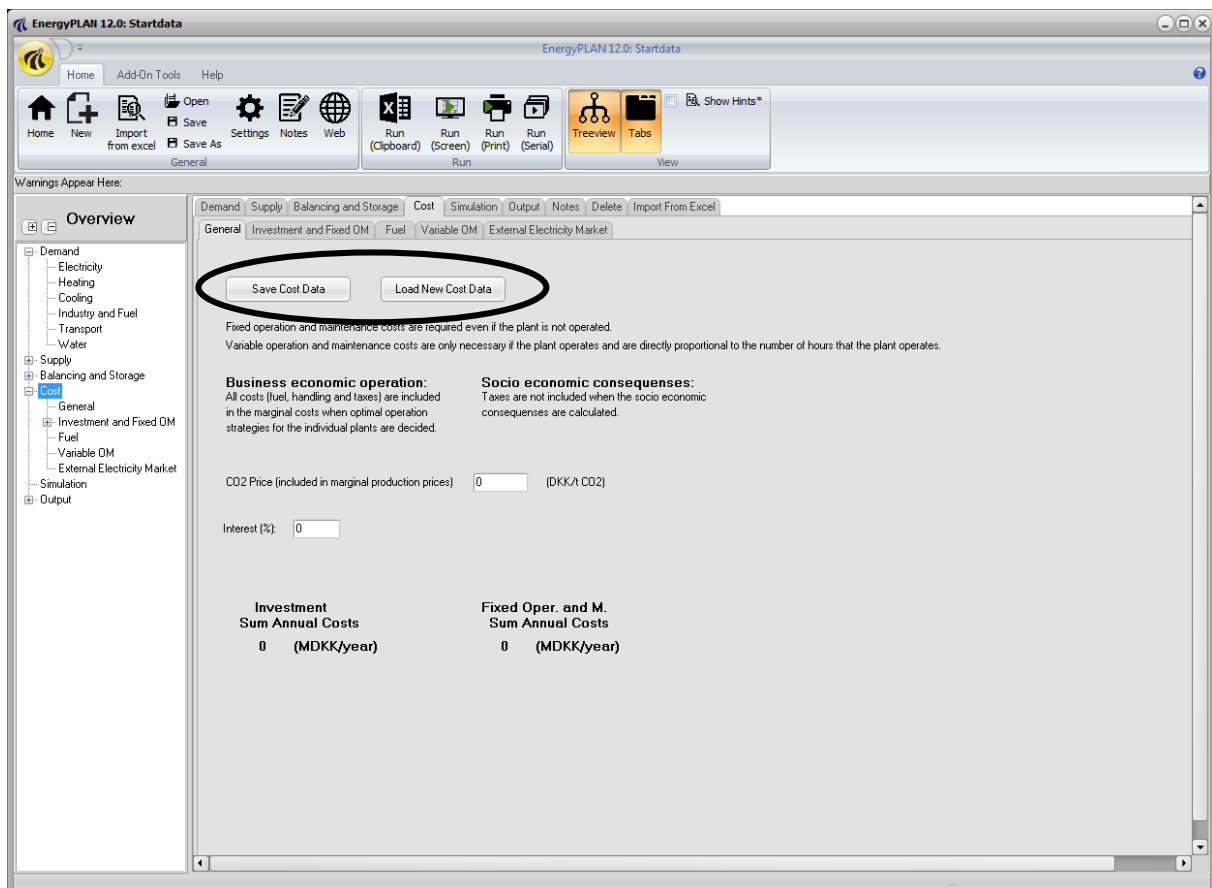 EnergyPLAN 12.0: Startdata
EnergyPLAN 12.0: Startdata
Home Add-On Tools Help
Home
New
Import from excel
Open
Save
Save As
Settings
Notes
Web
General
Run (Clipboard)
Run (Screen)
Run (Print)
Run (Serial)
Run
Treeview
Tabs
Show Hints*
View
Warnings Appear Here:
Overview
Demand
Electricity
Heating
Cooling
Industry and Fuel
Transport
Water
Supply
Balancing and Storage
Cost
General
Investment and Fixed OM
Fuel
Variable OM
External Electricity Market
Simulation
Output
Demand Supply Balancing and Storage Cost Simulation Output Notes Delete Import From Excel
General Investment and Fixed OM Fuel Variable OM External Electricity Market
Save Cost Data Load New Cost Data
Fixed operation and maintenance costs are required even if the plant is not operated.
Variable operation and maintenance costs are only necessary if the plant operates and are directly proportional to the number of hours that the plant operates.
Business economic operation:
All costs (fuel, handling and taxes) are included
in the marginal costs when optimal operation
strategies for the individual plants are decided.
Socio economic consequenses:
Taxes are not included when the socio economic
consequenses are calculated.
CO2 Price (included in marginal production prices) 0 (DKK/t CO2)
Interest (%): 0
Investment
Sum Annual Costs
0 (MDKK/year)
Fixed Oper. and M.
Sum Annual Costs
0 (MDKK/year)